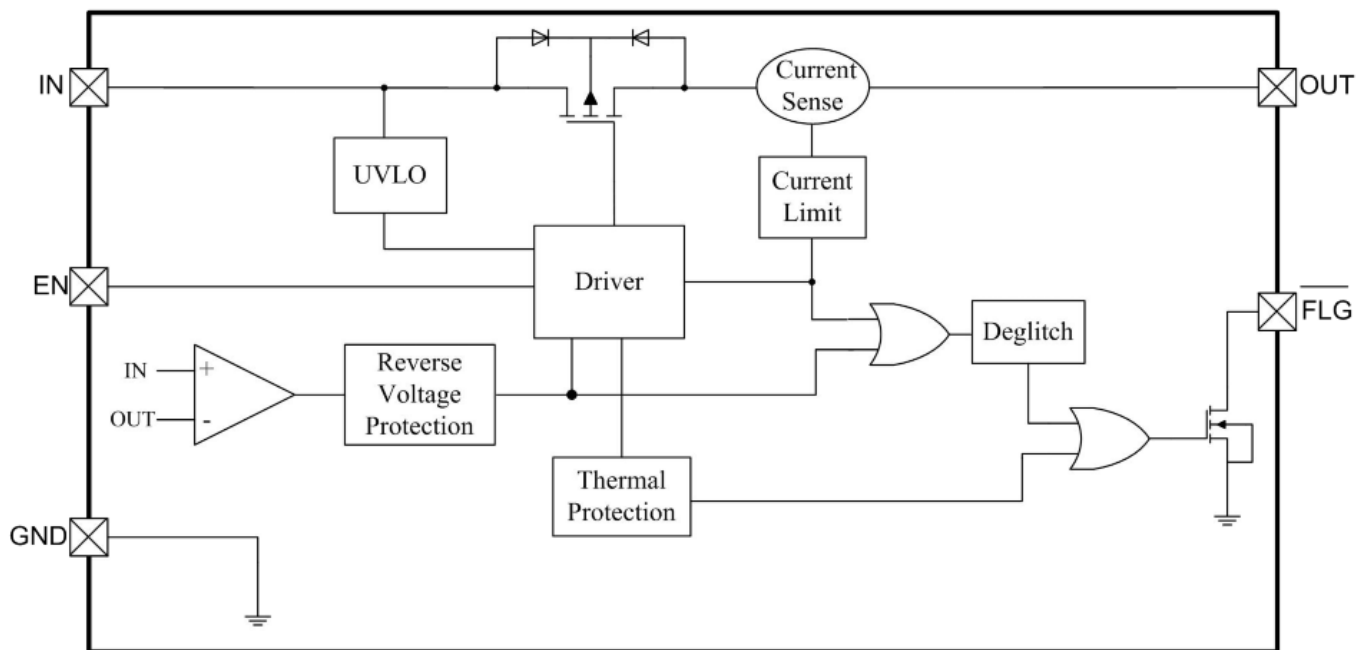 IN
Current
Sense
OUT
UVLO
Current
Limit
EN
Driver
FLG
Deglitch
IN
+
OUT
-
Reverse
Voltage
Protection
Thermal
Protection
GND